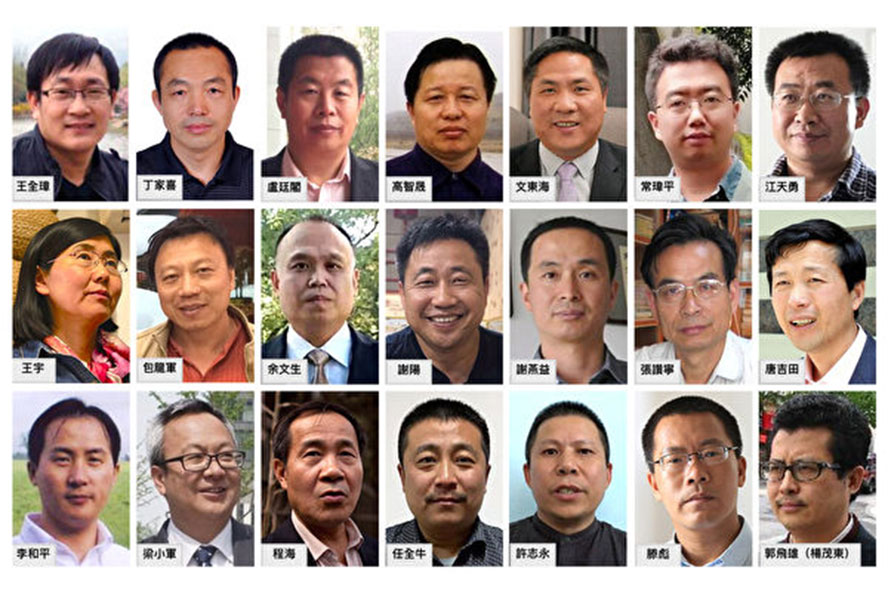 王全璋
丁家喜
盧廷閣
高智晟
文東海
常瑋平
江天勇
王宇
包龍軍
余文生
謝陽
謝燕益
張讚寧
唐吉田
李和平
梁小軍
程海
任全牛
許志永
滕彪
郭飛雄（楊茂東）